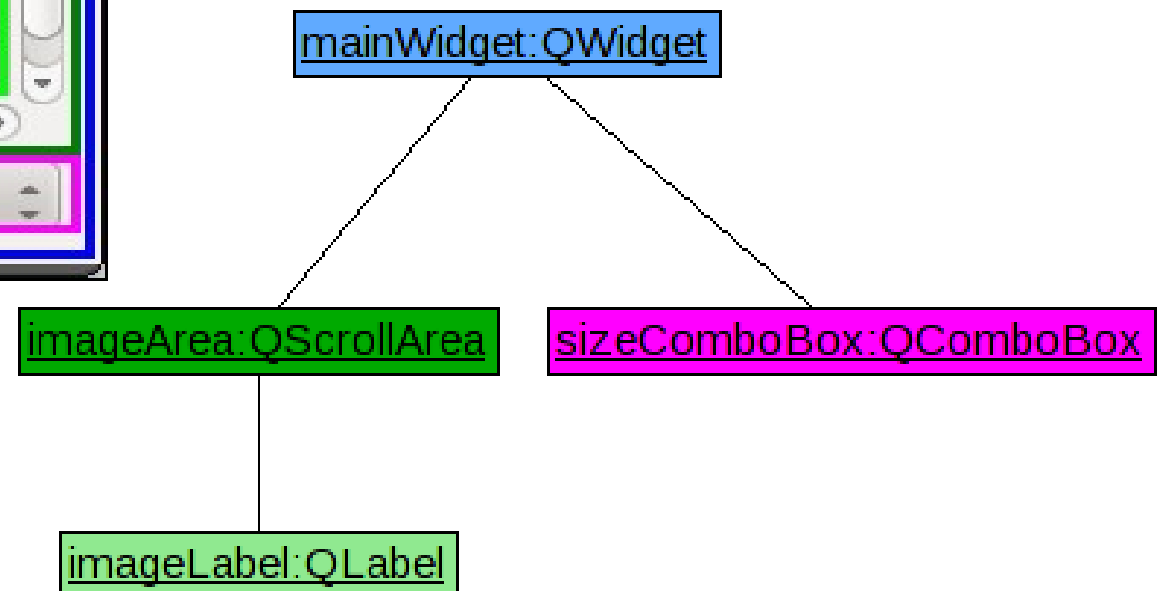 mainWidget:QWidget
imageArea:QScrollArea
sizeComboBox:QComboBox
imageLabel:QLabel